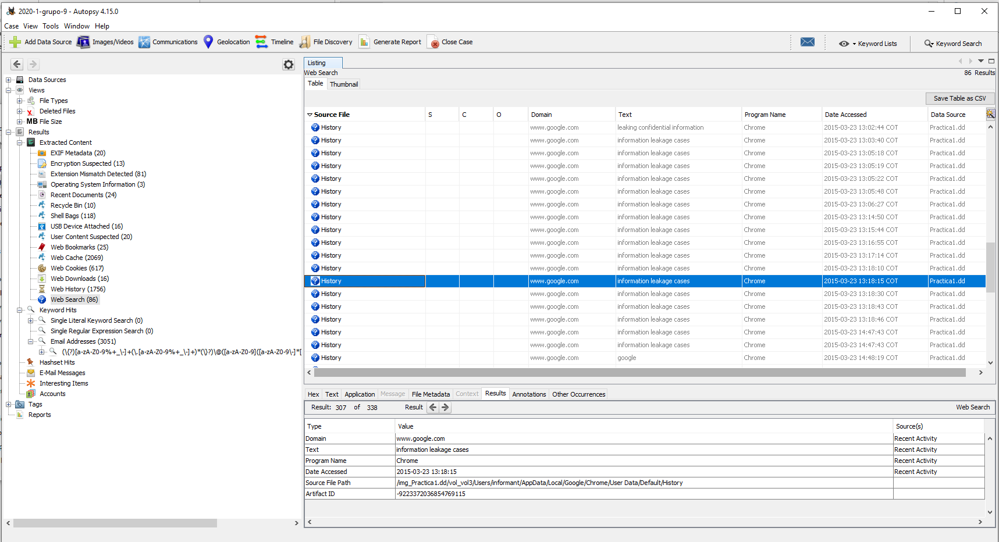 2020-1-grupo-9 - Autopsy 4.15.0
Case View Tools Window Help
Add Data Source Images/Videos Communications Geolocation Timeline File Discovery Generate Report Close Case Keyword Lists Keyword Search
Data Sources
Views
File Types
Deleted Files
MB File Size
Results
Extracted Content
EXIF Metadata (20)
Encryption Suspected (13)
Extension Mismatch Detected (81)
Operating System Information (3)
Recent Documents (24)
Recycle Bin (10)
Shell Bags (118)
USB Device Attached (16)
User Content Suspected (20)
Web Bookmarks (25)
Web Cache (2069)
Web Cookies (617)
Web Downloads (16)
Web History (1756)
Web Search (86)
Keyword Hits
Single Literal Keyword Search (0)
Single Regular Expression Search (0)
Email Addresses (3051)
(\{?)[a-zA-Z0-9%+_\-]+(\.[a-zA-Z0-9%+_\-]+)*(\}?)\@([a-zA-Z0-9]([a-zA-Z0-9\-]*[
Hashset Hits
E-Mail Messages
Interesting Items
Accounts
Tags
Reports
Listing
Web Search 86 Results
Table Thumbnail
Save Table as CSV
Source File S C O Domain Text Program Name Date Accessed Data Source
History www.google.com leaking confidential information Chrome 2015-03-23 13:02:44 COT Practica1.dd
History www.google.com information leakage cases Chrome 2015-03-23 13:03:40 COT Practica1.dd
History www.google.com information leakage cases Chrome 2015-03-23 13:05:18 COT Practica1.dd
History www.google.com information leakage cases Chrome 2015-03-23 13:05:19 COT Practica1.dd
History www.google.com information leakage cases Chrome 2015-03-23 13:05:22 COT Practica1.dd
History www.google.com information leakage cases Chrome 2015-03-23 13:05:48 COT Practica1.dd
History www.google.com information leakage cases Chrome 2015-03-23 13:06:27 COT Practica1.dd
History www.google.com information leakage cases Chrome 2015-03-23 13:14:50 COT Practica1.dd
History www.google.com information leakage cases Chrome 2015-03-23 13:15:44 COT Practica1.dd
History www.google.com information leakage cases Chrome 2015-03-23 13:16:55 COT Practica1.dd
History www.google.com information leakage cases Chrome 2015-03-23 13:17:14 COT Practica1.dd
History www.google.com information leakage cases Chrome 2015-03-23 13:18:10 COT Practica1.dd
History www.google.com information leakage cases Chrome 2015-03-23 13:18:15 COT Practica1.dd
History www.google.com information leakage cases Chrome 2015-03-23 13:18:30 COT Practica1.dd
History www.google.com information leakage cases Chrome 2015-03-23 13:18:43 COT Practica1.dd
History www.google.com information leakage cases Chrome 2015-03-23 13:18:46 COT Practica1.dd
History www.google.com information leakage cases Chrome 2015-03-23 14:47:43 COT Practica1.dd
History www.google.com information leakage cases Chrome 2015-03-23 14:47:43 COT Practica1.dd
History www.google.com google Chrome 2015-03-23 14:48:19 COT Practica1.dd
Hex Text Application Message File Metadata Context Results Annotations Other Occurrences
Result: 307 of 338 Result Web Search
Type Value Source(s)
Domain www.google.com Recent Activity
Text information leakage cases Recent Activity
Program Name Chrome Recent Activity
Date Accessed 2015-03-23 13:18:15 Recent Activity
Source File Path /img_Practica1.dd/vol_vol3/Users/informant/AppData/Local/Google/Chrome/User Data/Default/History
Artifact ID -9223372036854769115